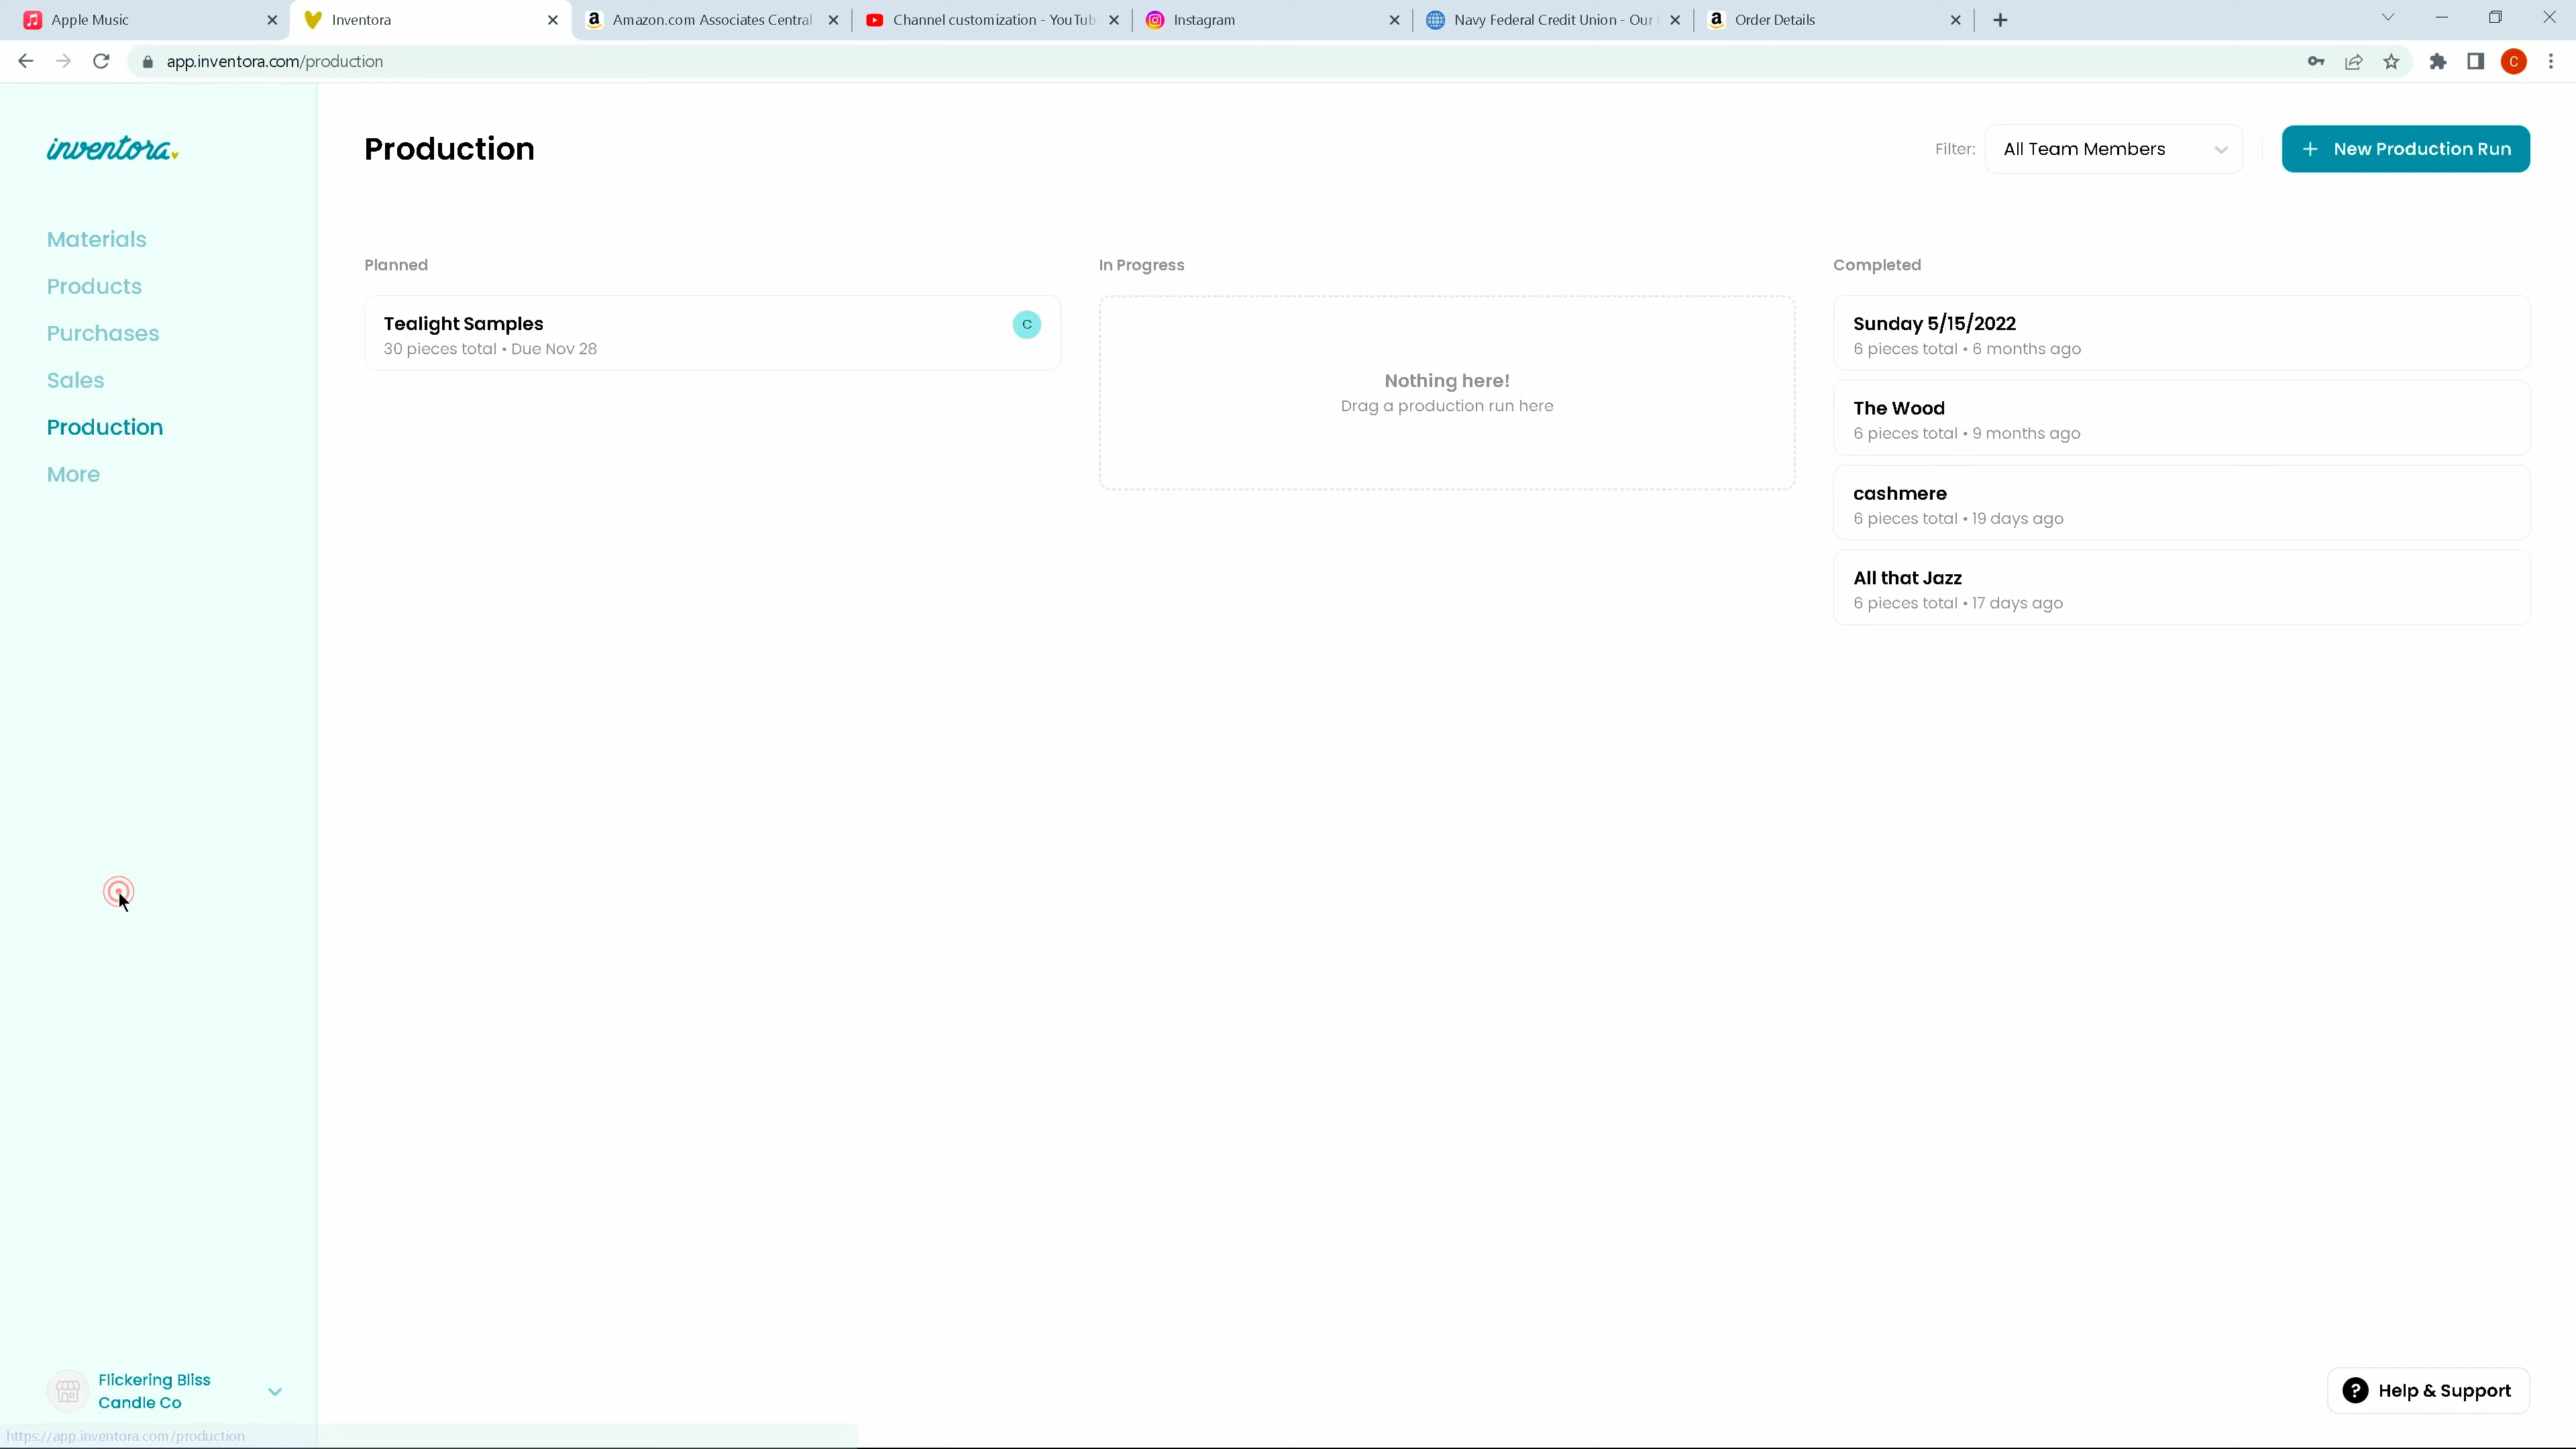 Apple Music
Inventora
Amazon.com Associates Central
Channel customization - YouTub
Instagram
Navy Federal Credit Union - Our
Order Details
app.inventora.com/production
C
inventora
Production
Filter:
All Team Members
+ New Production Run
Materials
Products
Purchases
Sales
Production
More
Planned
Tealight Samples
C
30 pieces total • Due Nov 28
In Progress
Nothing here!
Drag a production run here
Completed
Sunday 5/15/2022
6 pieces total • 6 months ago
The Wood
6 pieces total • 9 months ago
cashmere
6 pieces total • 19 days ago
All that Jazz
6 pieces total • 17 days ago
Flickering Bliss
Candle Co
? Help & Support
https://app.inventora.com/production